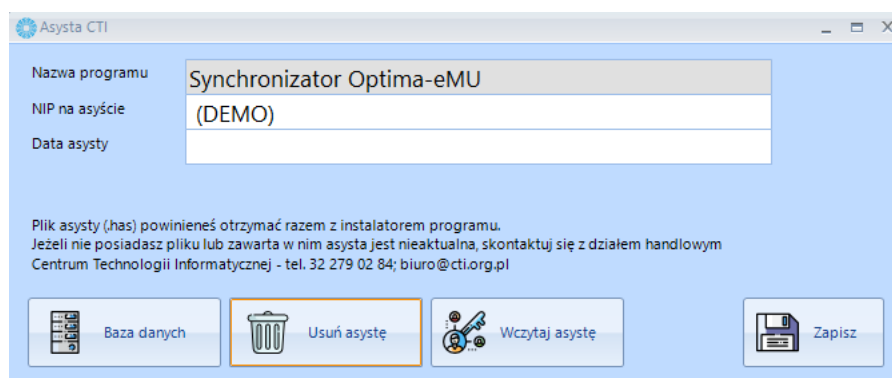 Asysta CTI
Nazwa programu
Synchronizator Optima-eMU
NIP na asyście
(DEMO)
Data asysty
Plik asysty (.has) powinieneś otrzymać razem z instalatorem programu.
Jeżeli nie posiadasz pliku lub zawarta w nim asysta jest nieaktualna, skontaktuj się z działem handlowym
Centrum Technologii Informatycznej - tel. 32 279 02 84; biuro@cti.org.pl
Baza danych
Usuń asystę
Wczytaj asystę
Zapisz